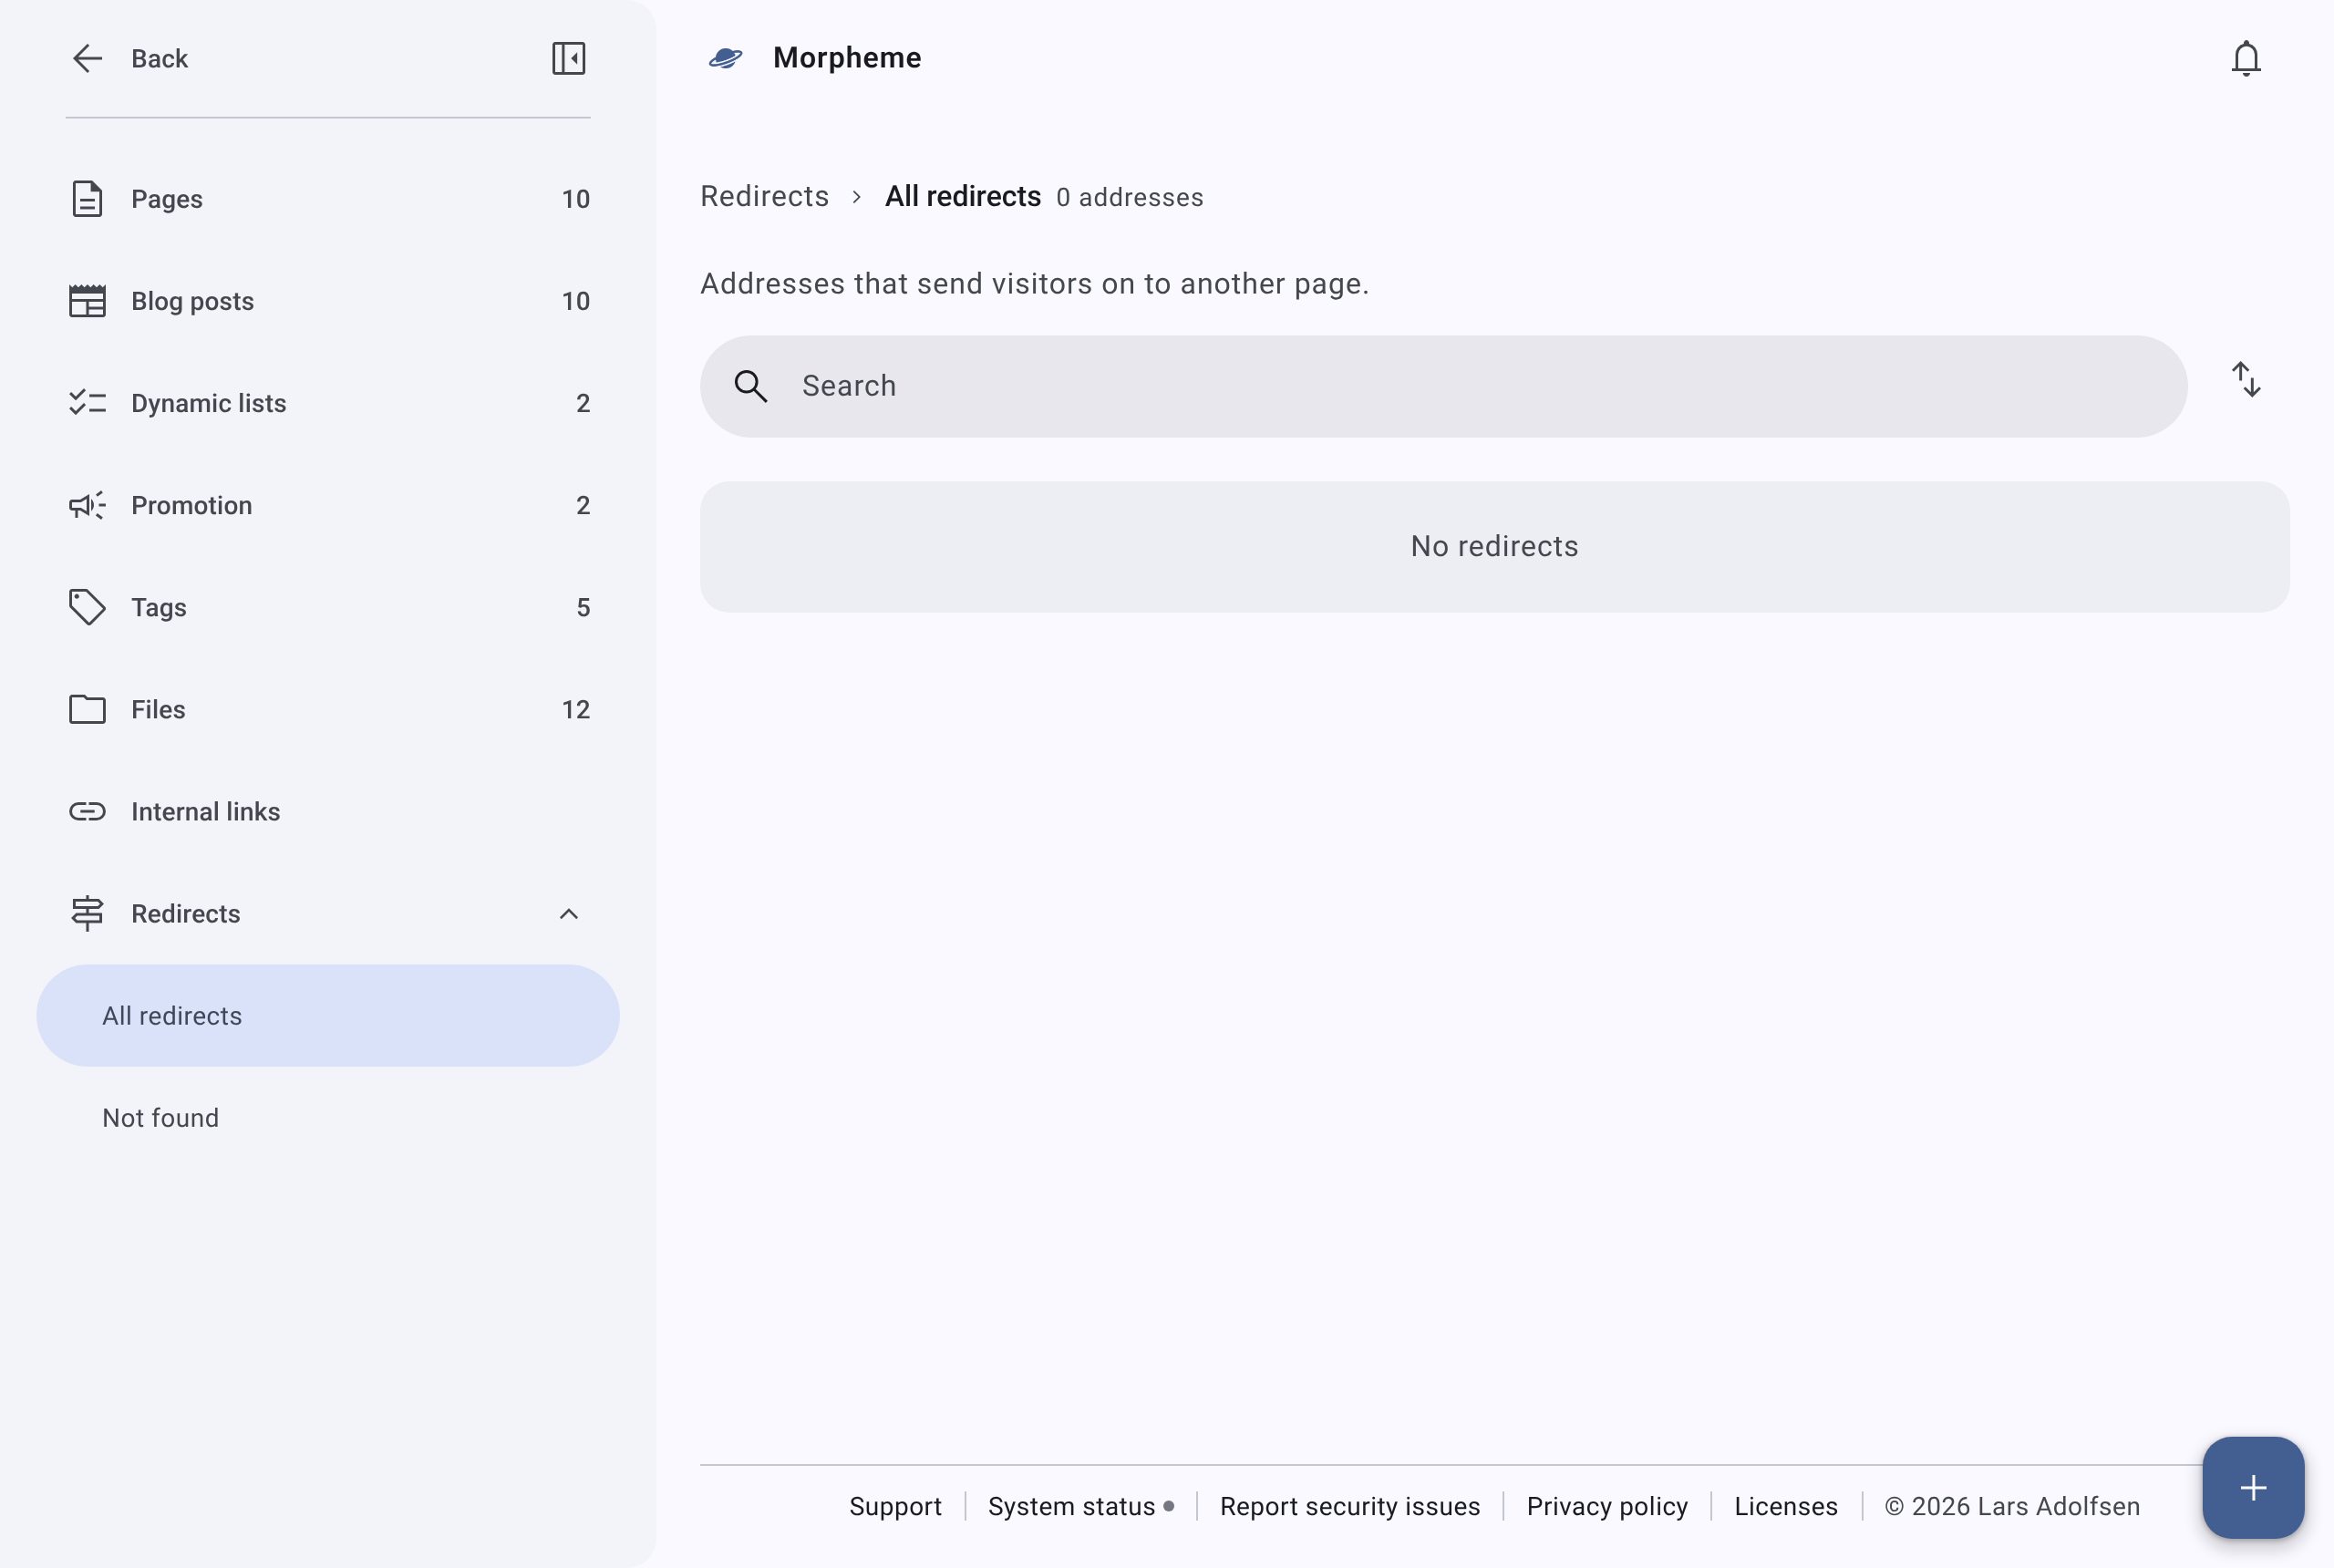 Back
Pages 10
Blog posts 10
Dynamic lists 2
Promotion 2
Tags 5
Files 12
Internal links
Redirects
All redirects
Not found
Morpheme
Redirects › All redirects 0 addresses
Addresses that send visitors on to another page.
Search
No redirects
Support System status Report security issues Privacy policy Licenses © 2026 Lars Adolfsen